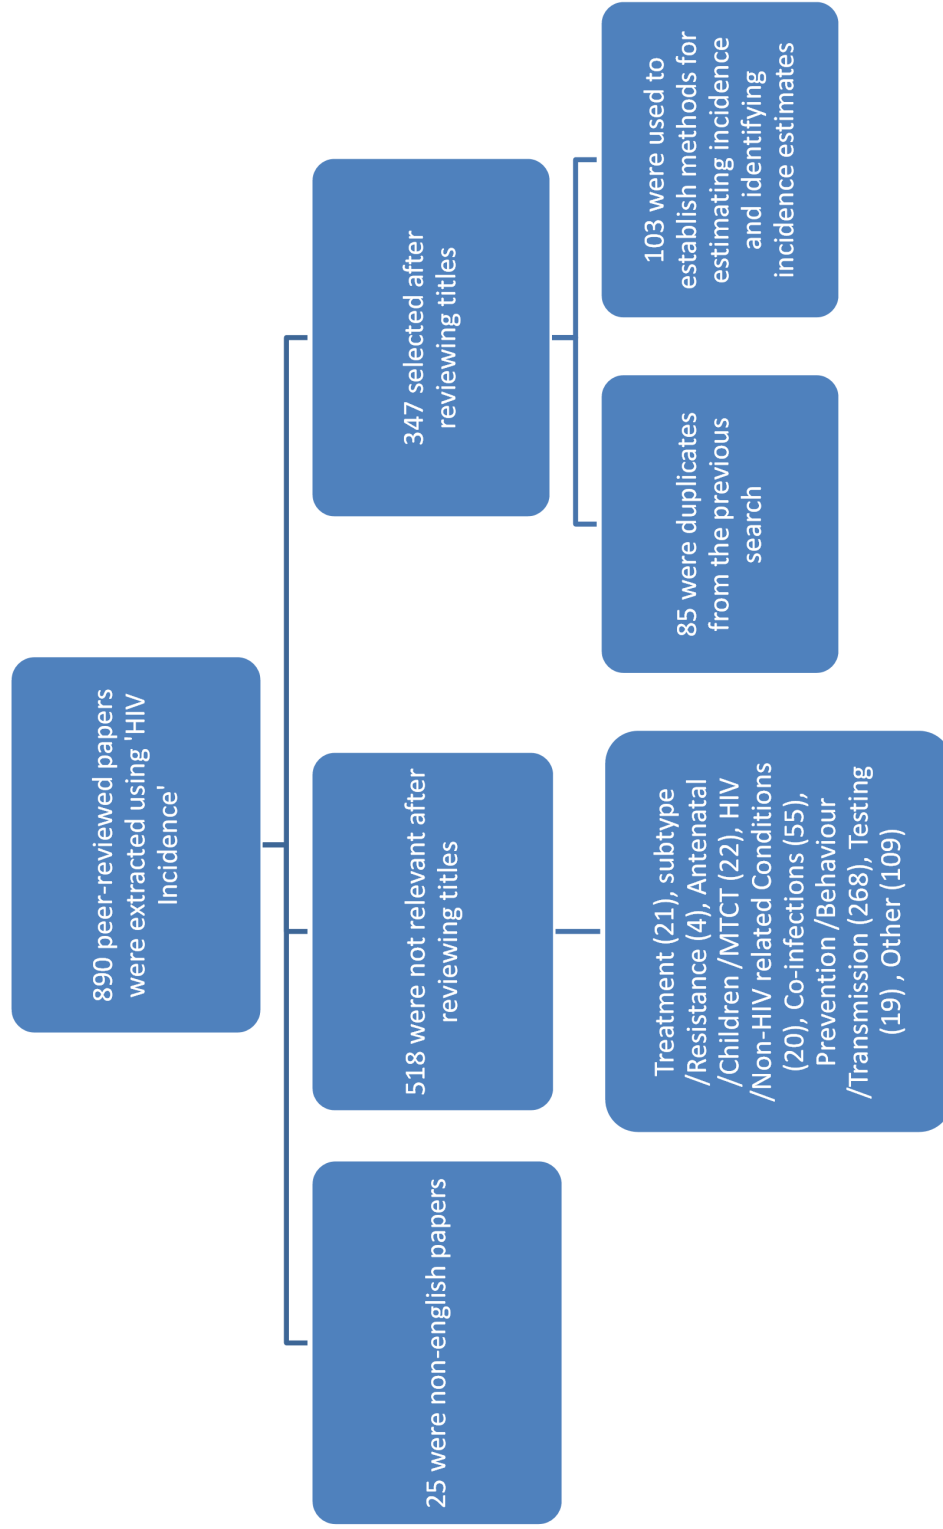 890 peer-reviewed papers
were extracted using 'HIV
Incidence'
25 were non-english papers
518 were not relevant after
reviewing titles
347 selected after
reviewing titles
Treatment (21), subtype
/Resistance (4), Antenatal
/Children /MTCT (22), HIV
/Non-HIV related Conditions
(20), Co-infections (55),
Prevention /Behaviour
/Transmission (268), Testing
(19) , Other (109)
85 were duplicates
from the previous
search
103 were used to
establish methods for
estimating incidence
and identifying
incidence estimates